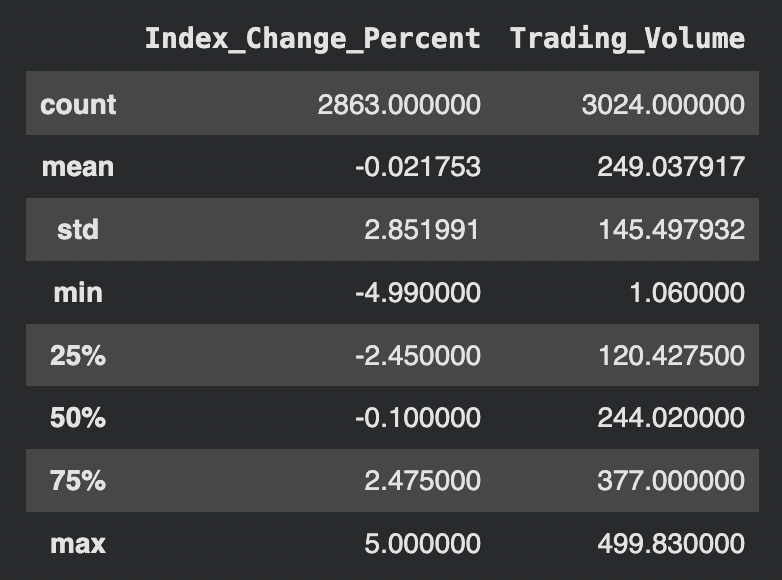 Index_Change_Percent Trading_Volume
count 2863.000000 3024.000000
mean -0.021753 249.037917
std 2.851991 145.497932
min -4.990000 1.060000
25% -2.450000 120.427500
50% -0.100000 244.020000
75% 2.475000 377.000000
max 5.000000 499.830000